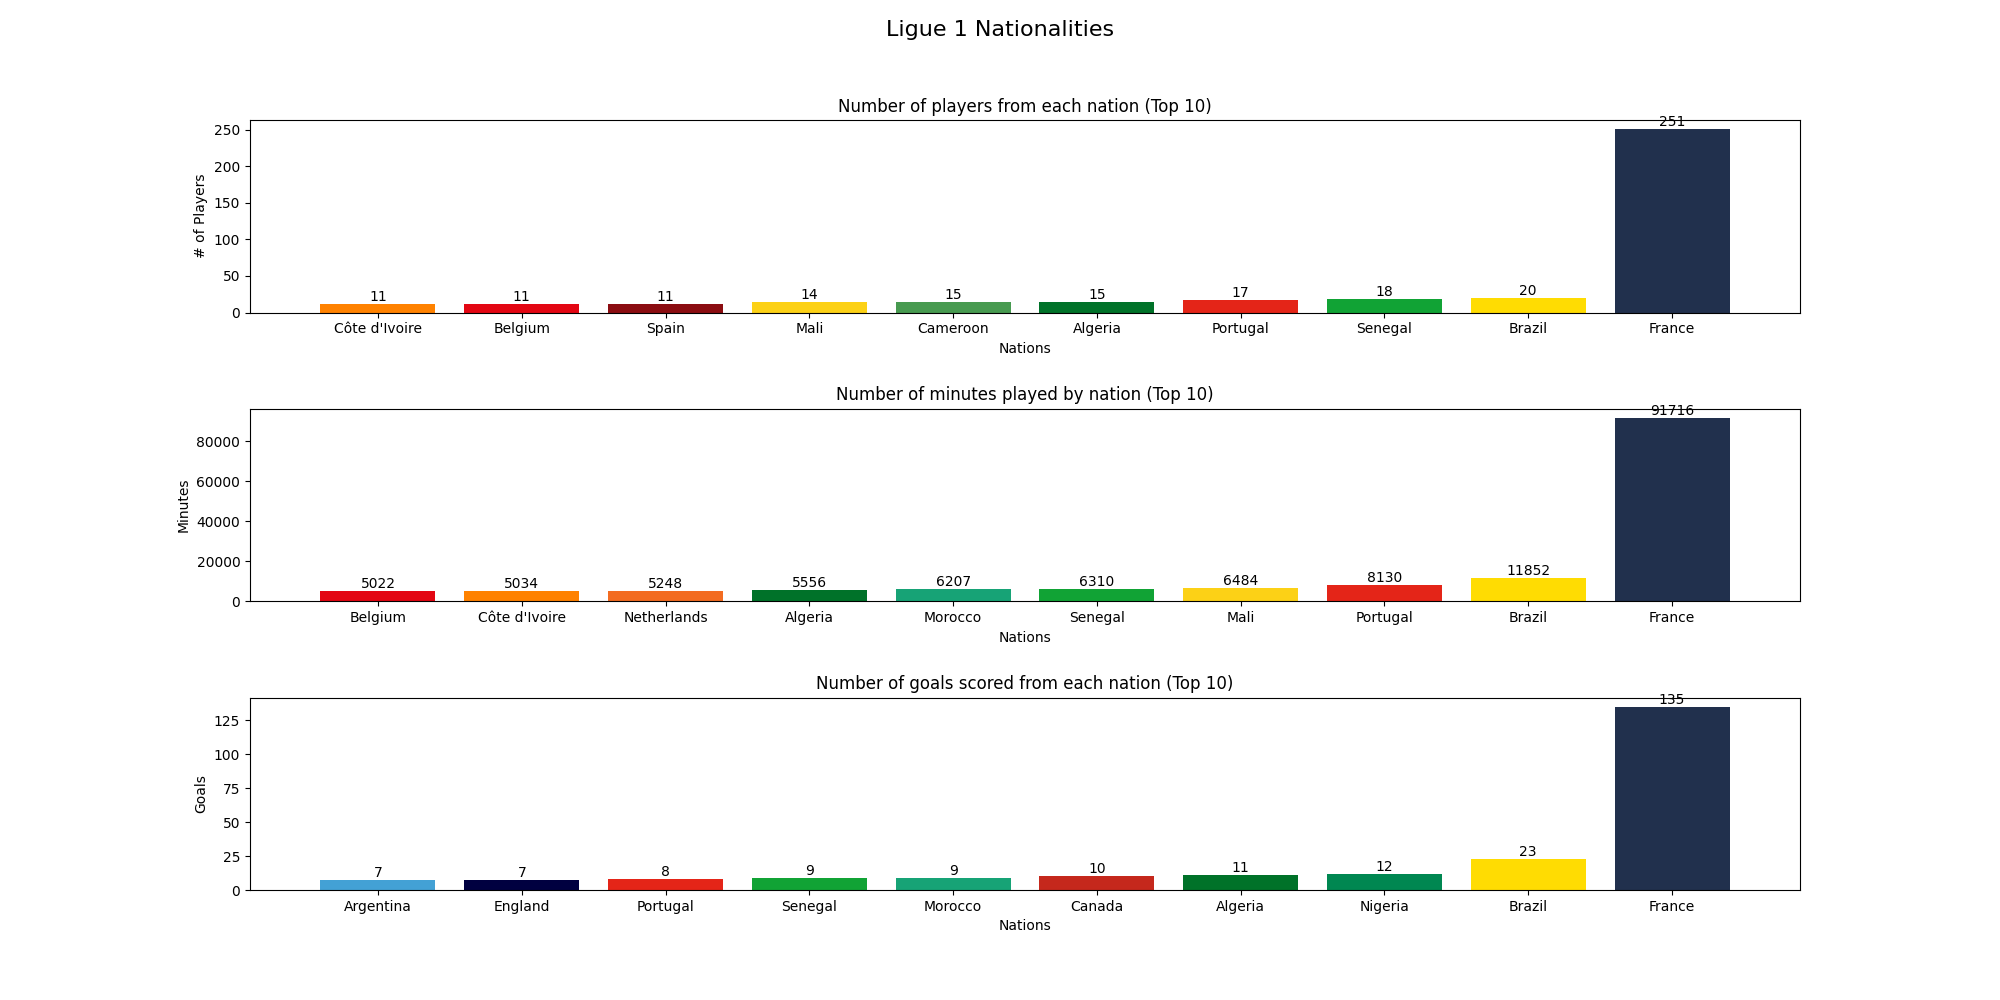 Ligue 1 Nationalities
Number of players from each nation (Top 10)
# of Players
250
200
150
100
50
0
11 11 11 14 15 15 17 18 20 251
Côte d'Ivoire Belgium Spain Mali Cameroon Algeria Portugal Senegal Brazil France
Nations
Number of minutes played by nation (Top 10)
Minutes
80000
60000
40000
20000
0
5022 5034 5248 5556 6207 6310 6484 8130 11852 91716
Belgium Côte d'Ivoire Netherlands Algeria Morocco Senegal Mali Portugal Brazil France
Nations
Number of goals scored from each nation (Top 10)
Goals
125
100
75
50
25
0
7 7 8 9 9 10 11 12 23 135
Argentina England Portugal Senegal Morocco Canada Algeria Nigeria Brazil France
Nations